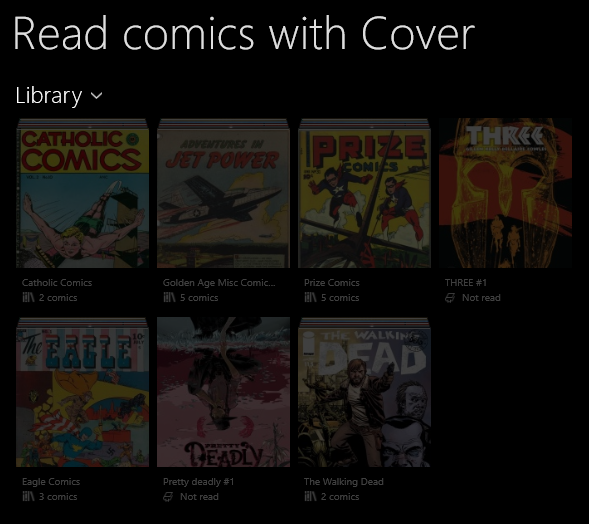 Read comics with Cover
Library
CATHOLIC COMICS
ADVENTURES IN JET POWER
PRIZE COMICS
THREE
Catholic Comics
2 comics
Golden Age Misc Comic...
5 comics
Prize Comics
5 comics
THREE #1
Not read
The EAGLE
PRETTY DEADLY
THE WALKING DEAD
Eagle Comics
3 comics
Pretty deadly #1
Not read
The Walking Dead
2 comics